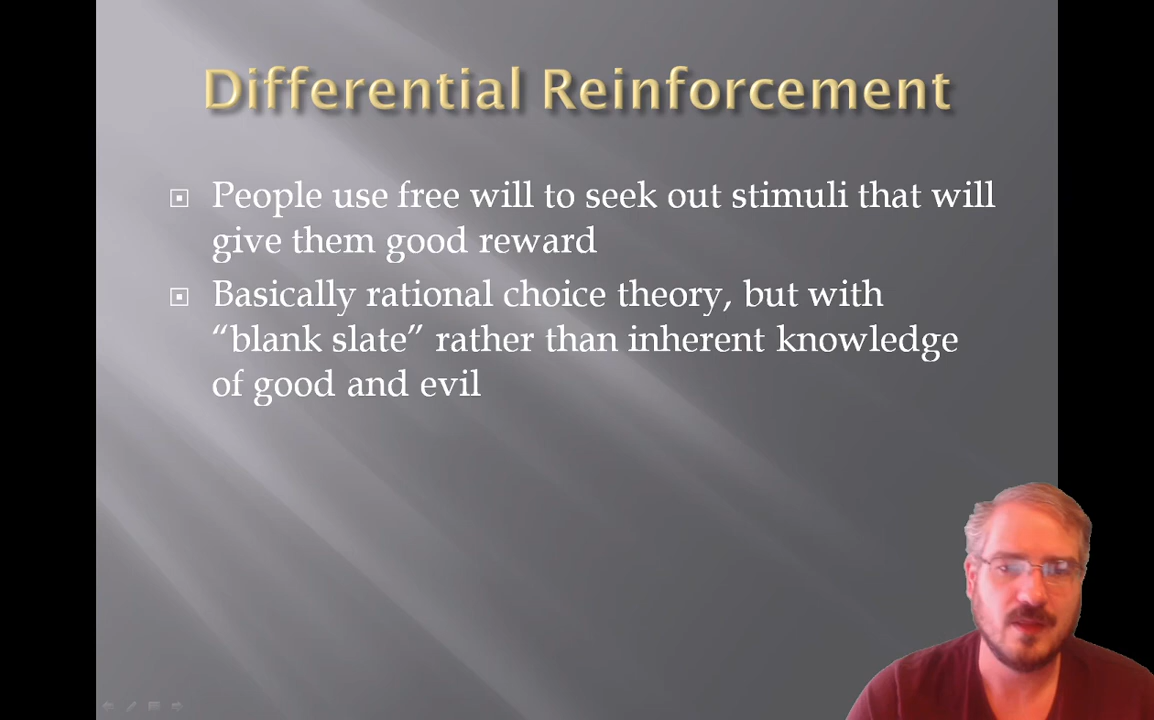 Differential Reinforcement
People use free will to seek out stimuli that will
give them good reward
Basically rational choice theory, but with
“blank slate” rather than inherent knowledge
of good and evil